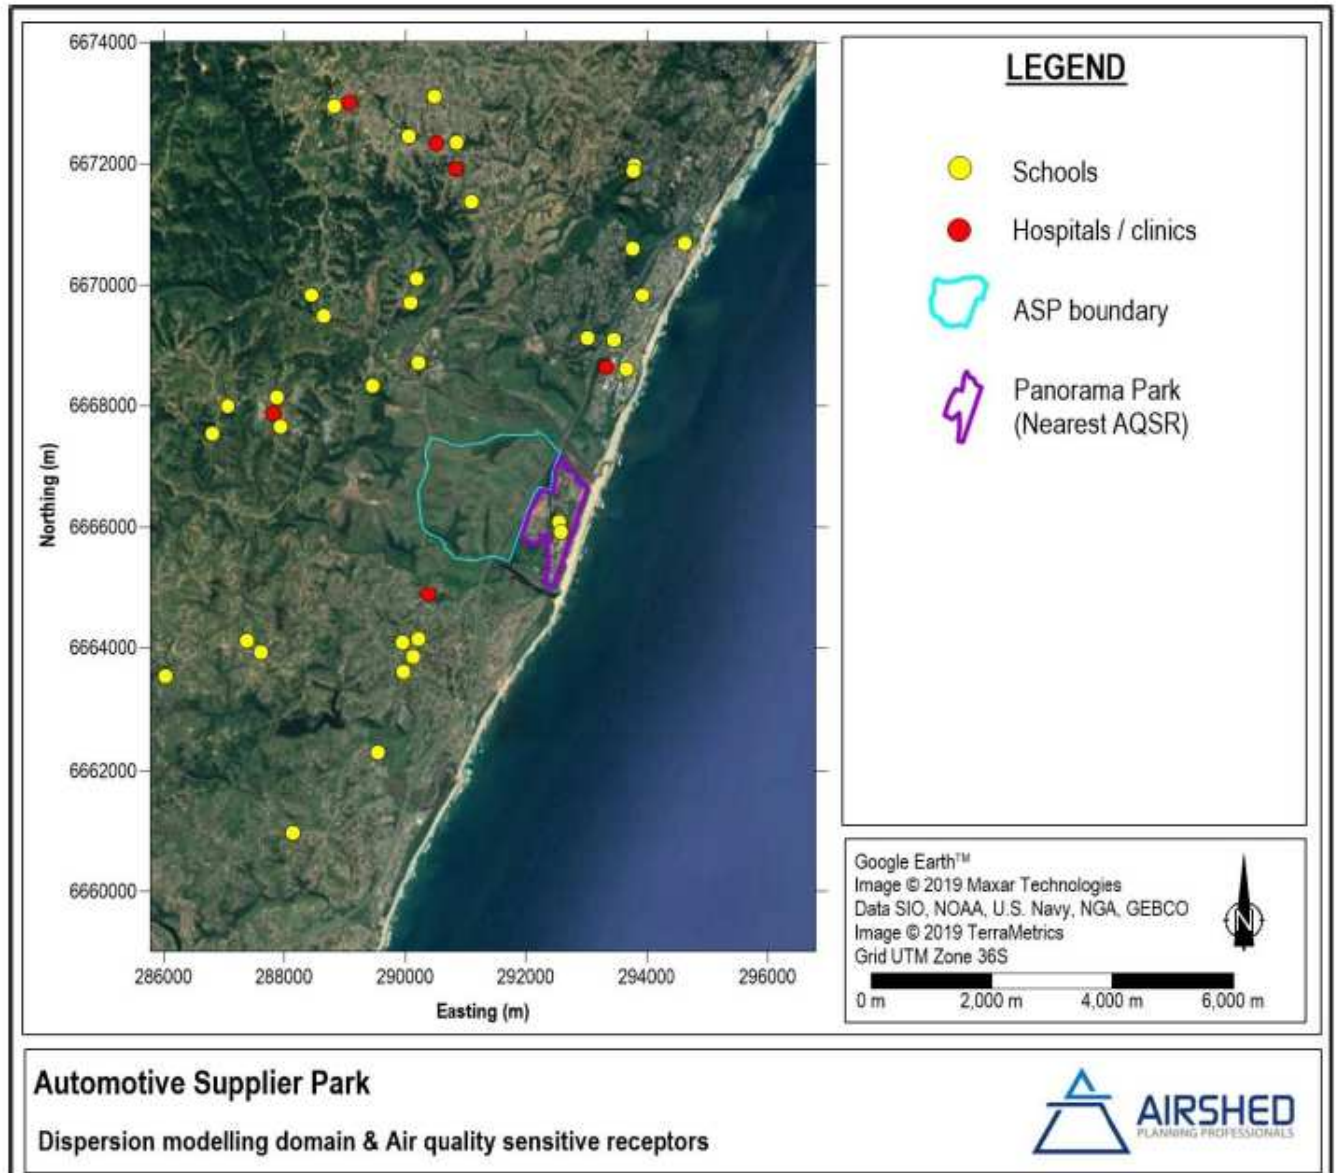 6674000
6672000
6670000
6668000
6666000
6664000
6662000
6660000
Northing (m)
286000 288000 290000 292000 294000 296000
Easting (m)
LEGEND
Schools
Hospitals / clinics
ASP boundary
Panorama Park
(Nearest AQSR)
Google Earth™
Image © 2019 Maxar Technologies
Data SIO, NOAA, U.S. Navy, NGA, GEBCO
Image © 2019 TerraMetrics
Grid UTM Zone 36S
N
0 m 2,000 m 4,000 m 6,000 m
Automotive Supplier Park
Dispersion modelling domain & Air quality sensitive receptors
AIRSHED
PLANNING PROFESSIONALS